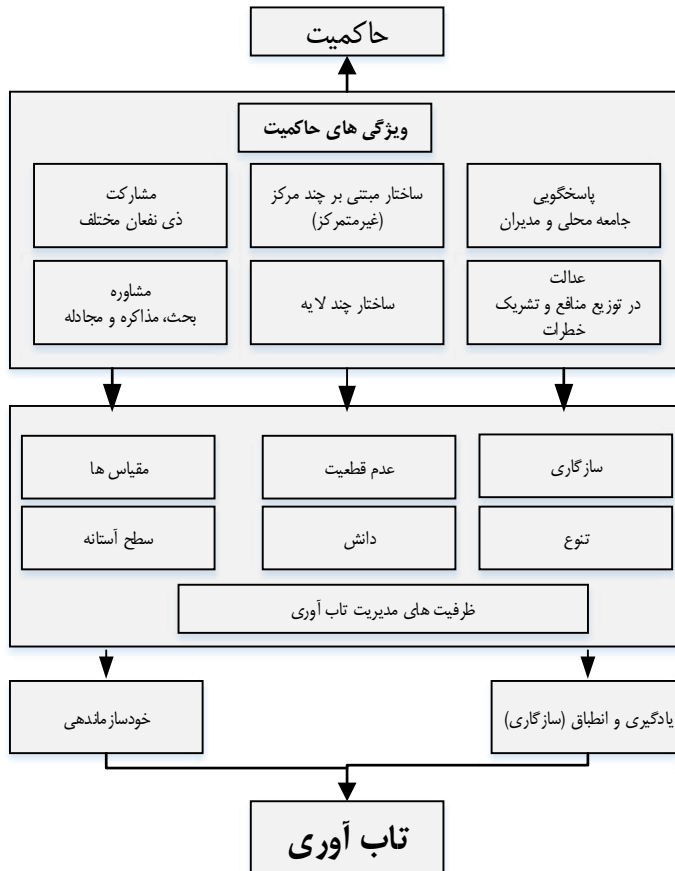 حاکمیت
ویژگی های حاکمیت
پاسخگویی
جامعه محلی و مدیران
ساختار مبتنی بر چند مرکز
(غیرمتمرکز)
مشارکت
ذی نفعان مختلف
عدالت
در توزیع منافع و تشریک
خطرات
ساختار چند لایه
مشاوره
بحث، مذاکره و مجادله
سازگاری
عدم قطعیت
مقیاس ها
تنوع
دانش
سطح آستانه
ظرفیت های مدیریت تاب آوری
یادگیری و انطباق (سازگاری)
خودسازماندهی
تاب آوری